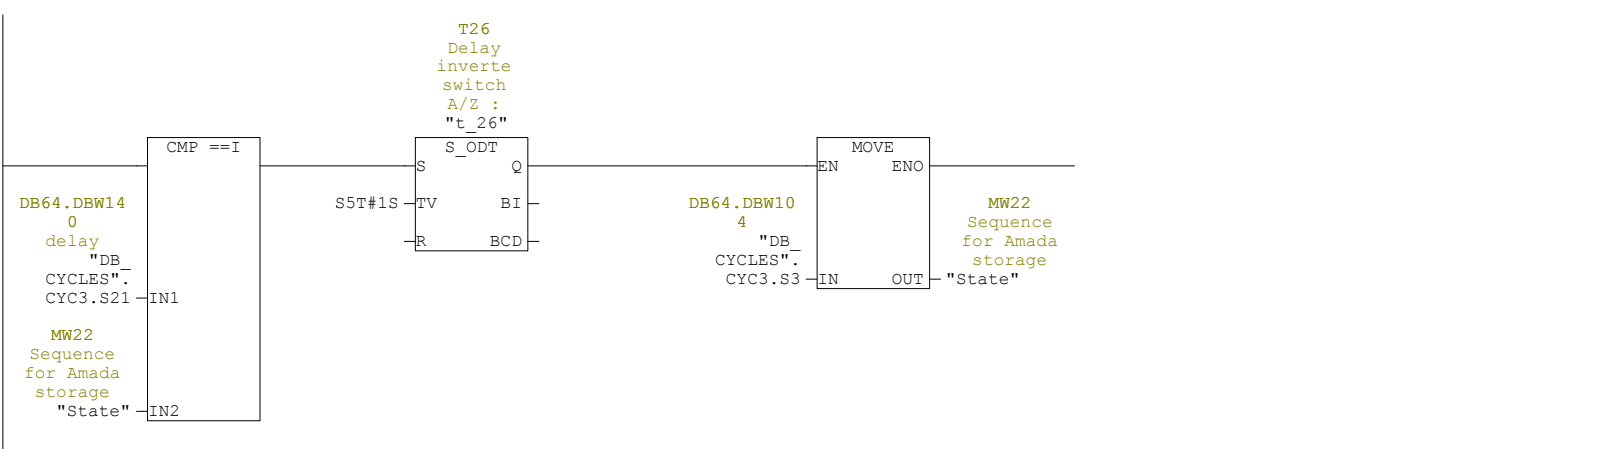 T26
Delay
inverte
switch
A/Z :
"t_26"
CMP ==I
S_ODT
MOVE
S
Q
EN
ENO
DB64.DBW14
0
delay
"DB_
CYCLES".
CYC3.S21
IN1
S5T#1S
TV
BI
R
BCD
DB64.DBW10
4
"DB_
CYCLES".
CYC3.S3
IN
OUT
MW22
Sequence
for Amada
storage
"State"
MW22
Sequence
for Amada
storage
"State"
IN2